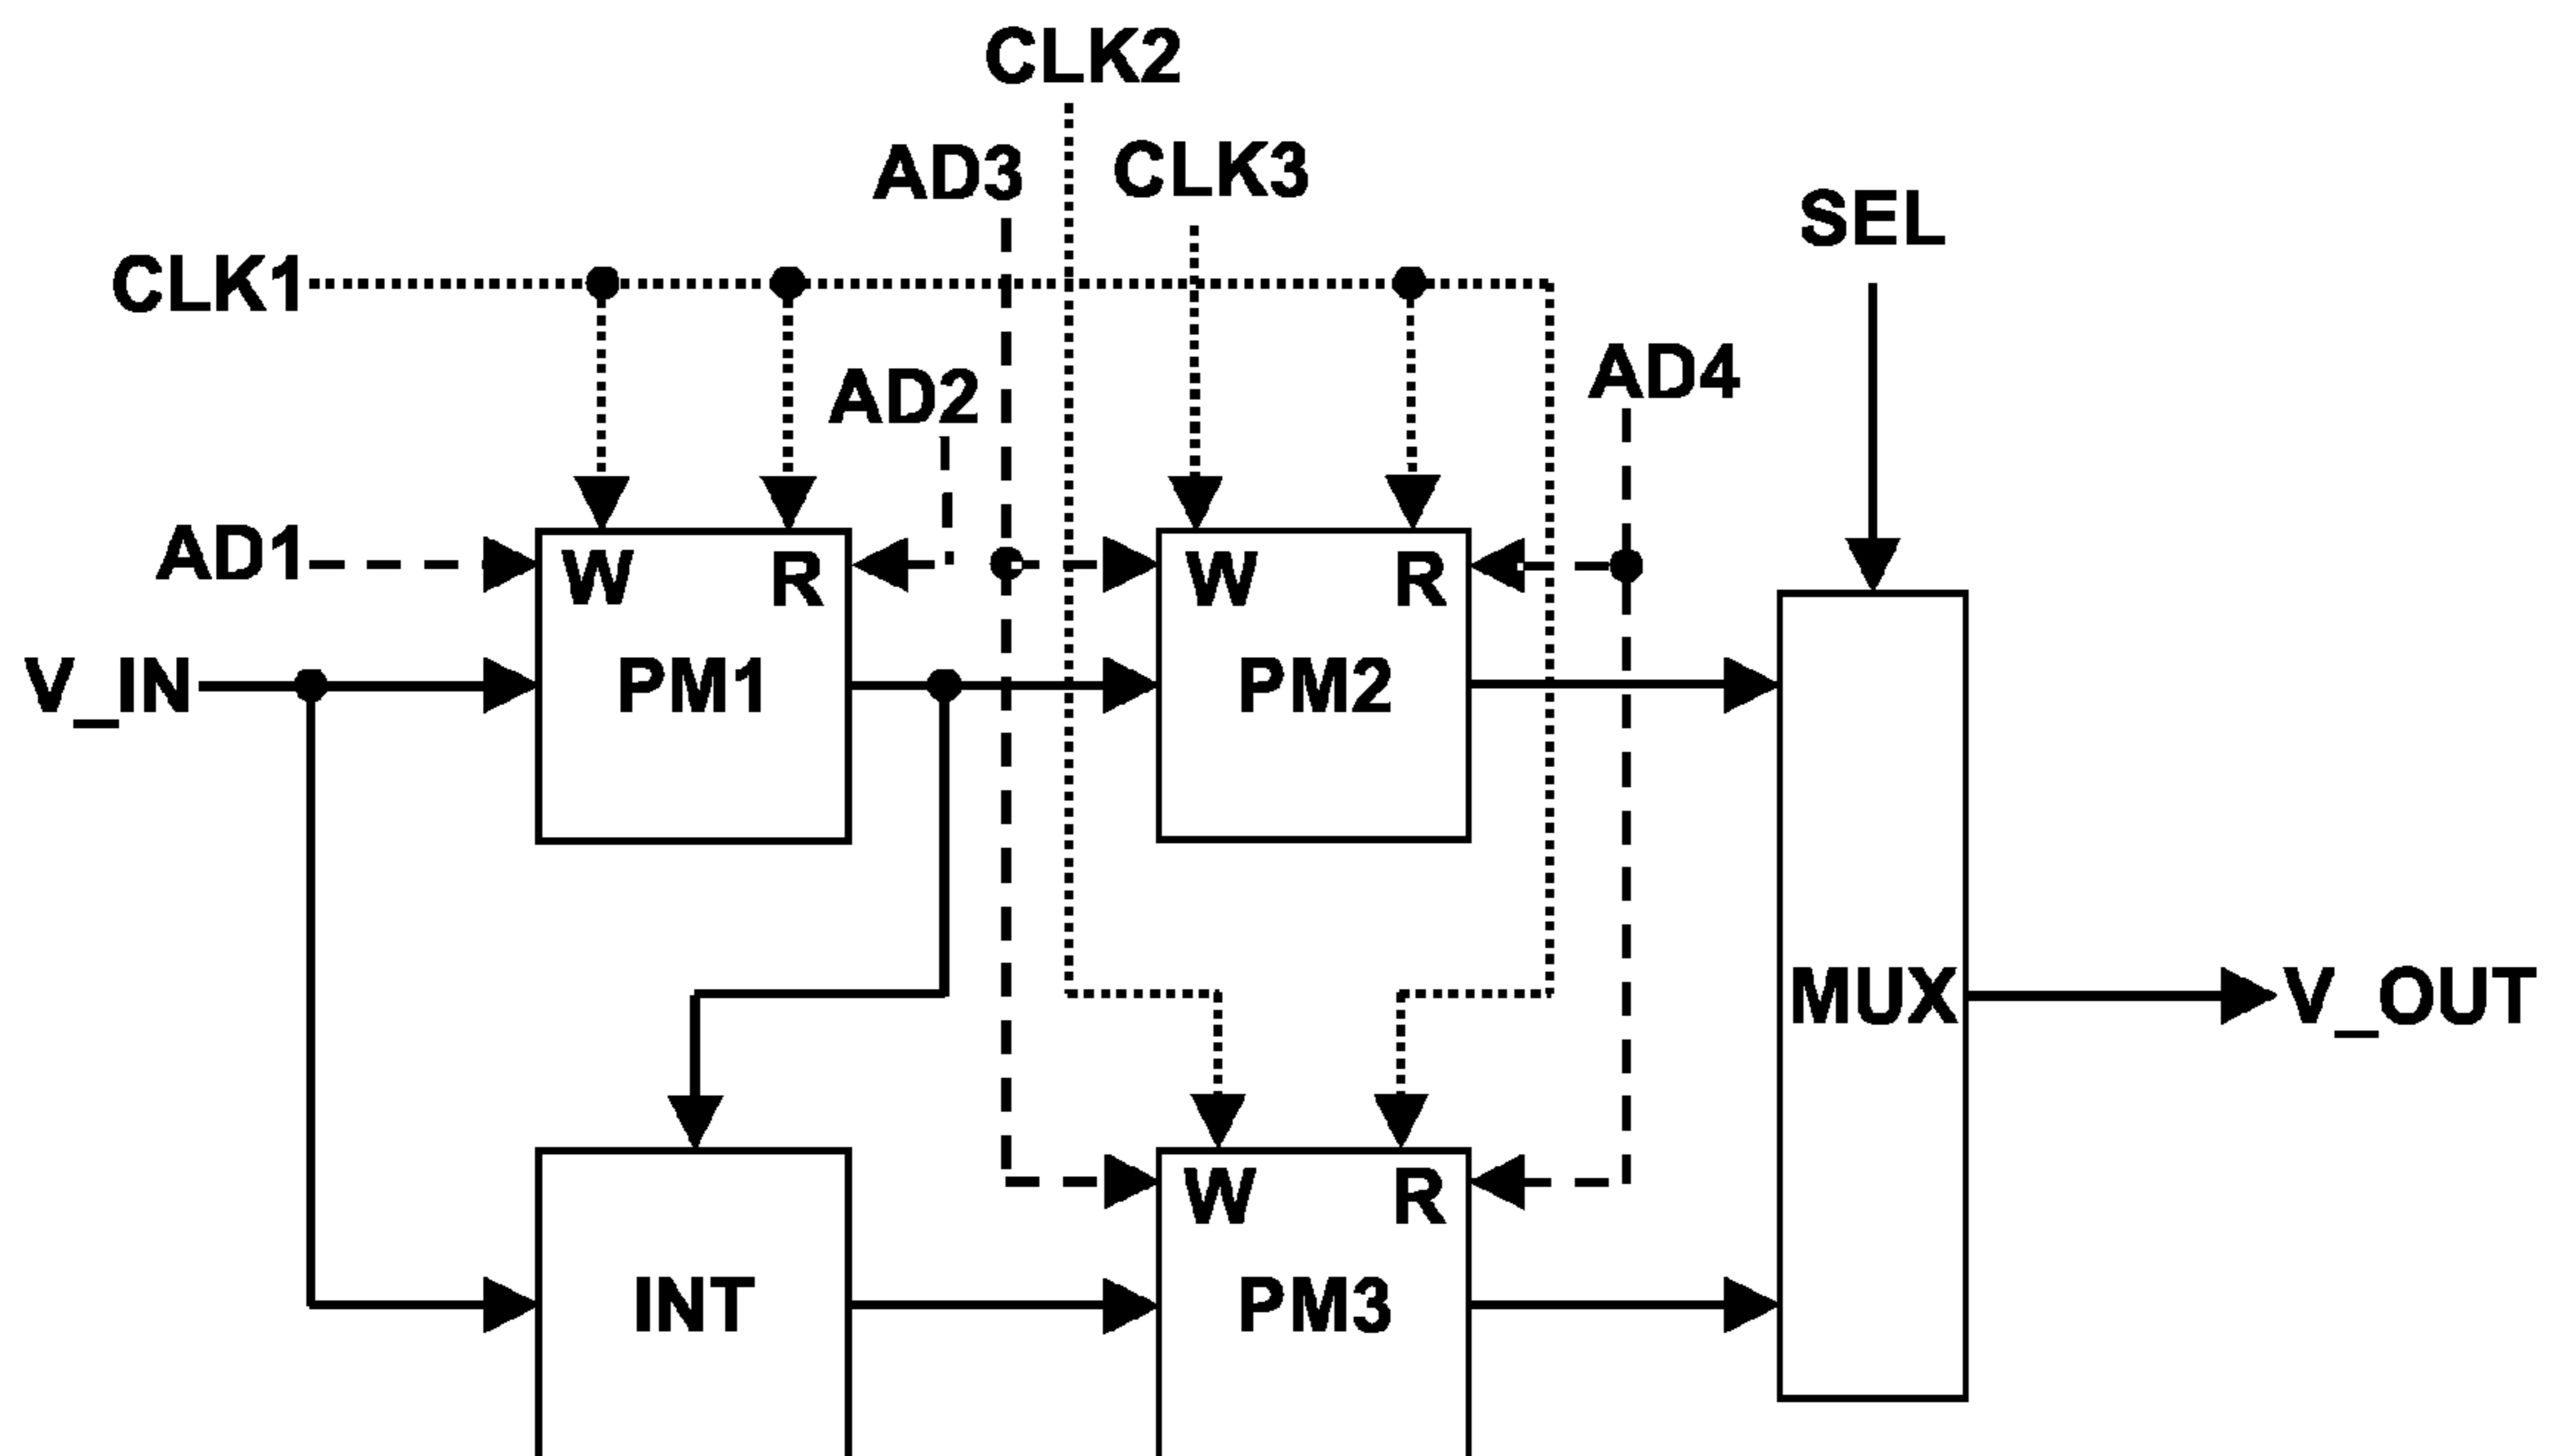 CLK2
AD3
CLK3
SEL
CLK1
AD4
AD2
AD1
W R
W R
V_IN
PM1
PM2
MUX
V_OUT
W R
INT
PM3